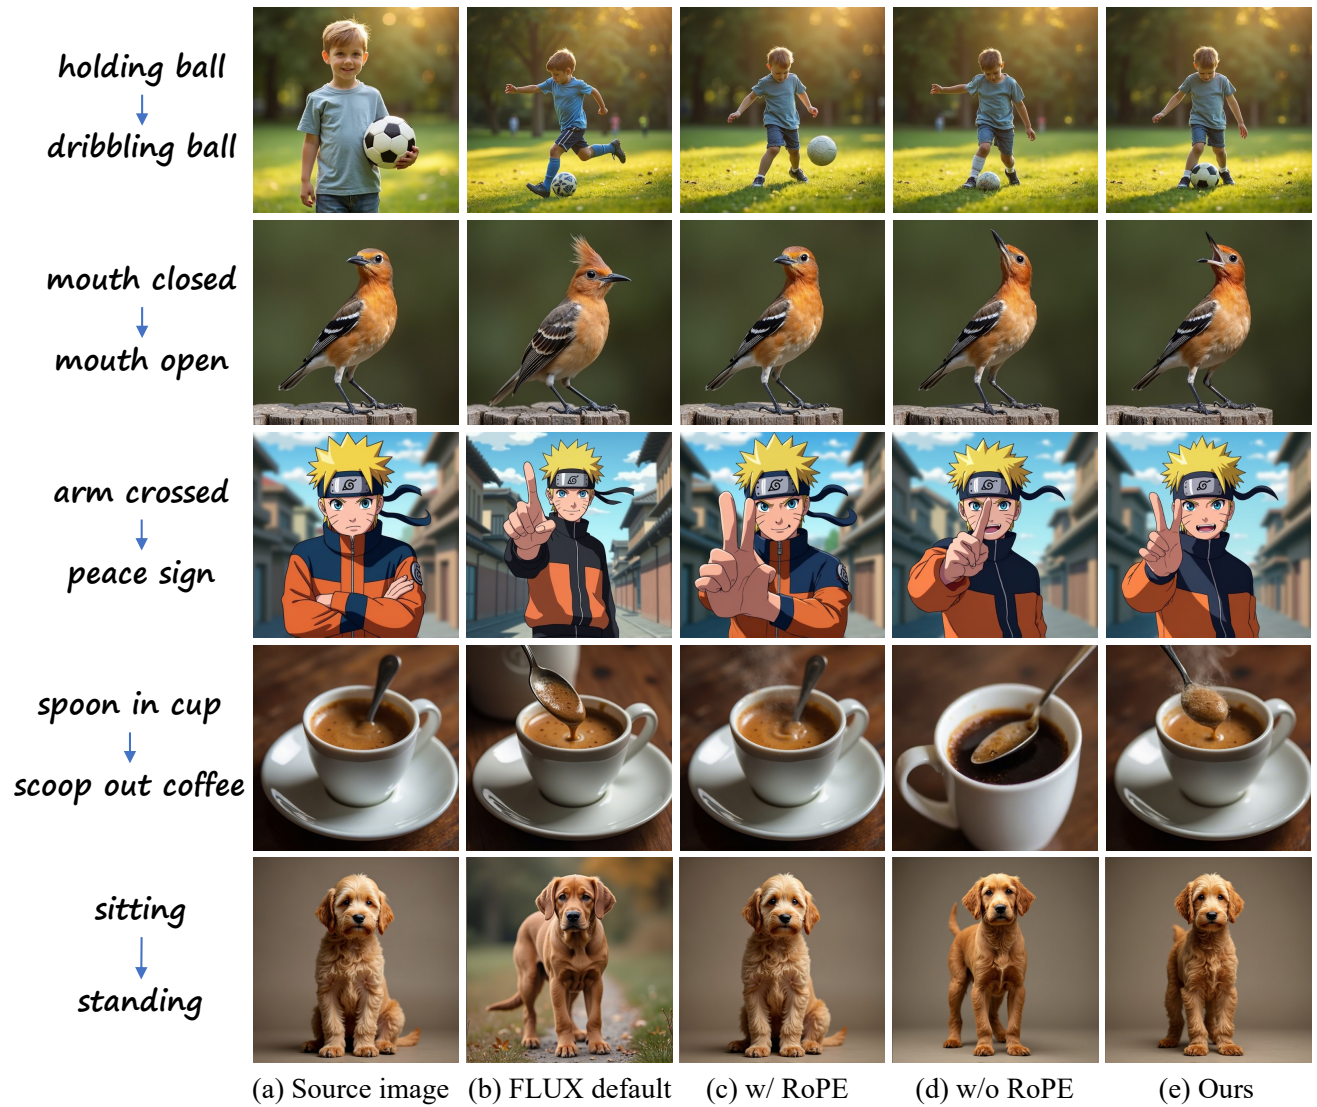 holding ball
dribbling ball
mouth closed
mouth open
arm crossed
peace sign
spoon in cup
scoop out coffee
sitting
standing
(a) Source image
(b) FLUX default
(c) w/ RoPE
(d) w/o RoPE
(e) Ours